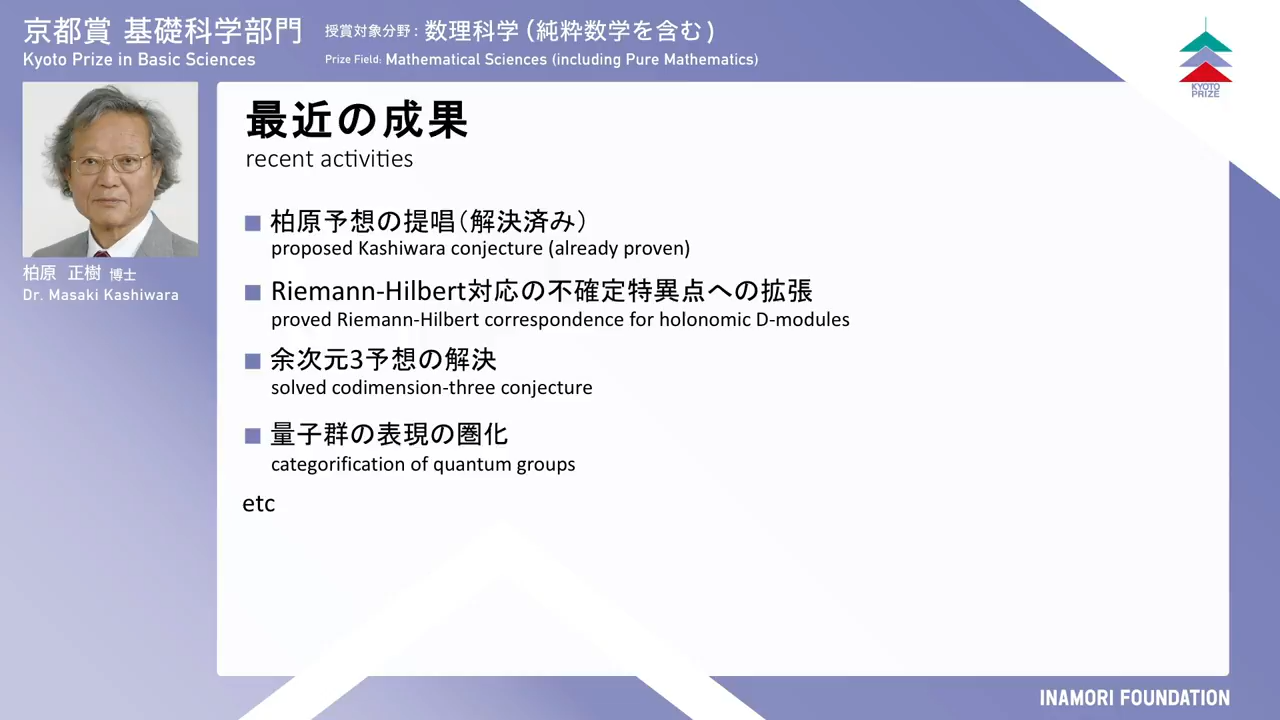 京都賞 基礎科学部門
Kyoto Prize in Basic Sciences
授賞対象分野 : 数理科学 (純粋数学を含む)
Prize Field: Mathematical Sciences (including Pure Mathematics)
KYOTO
PRIZE
柏原 正樹 博士
Dr. Masaki Kashiwara
最近の成果
recent activities
柏原予想の提唱(解決済み)
proposed Kashiwara conjecture (already proven)
Riemann-Hilbert対応の不確定特異点への拡張
proved Riemann-Hilbert correspondence for holonomic D-modules
余次元3予想の解決
solved codimension-three conjecture
量子群の表現の圏化
categorification of quantum groups
etc
INAMORI FOUNDATION